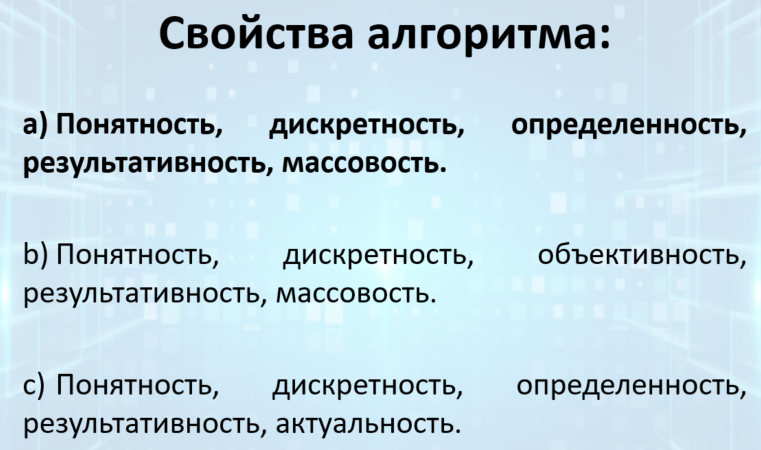 Свойства алгоритма:
a) Понятность, дискретность, определенность,
результативность, массовость.
b) Понятность, дискретность, объективность,
результативность, массовость.
c) Понятность, дискретность, определенность,
результативность, актуальность.